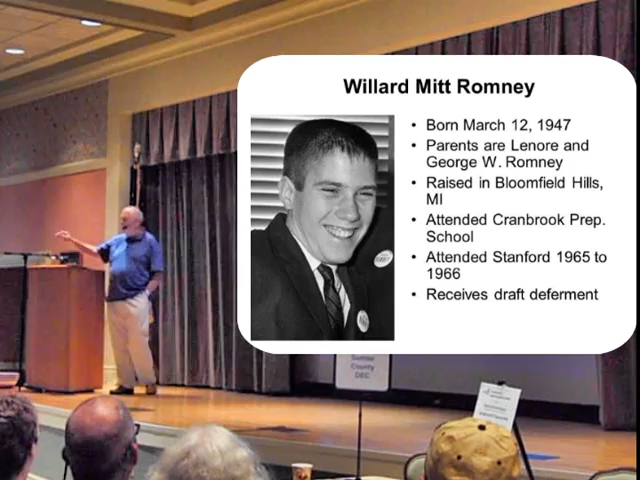 Willard Mitt Romney
• Born March 12, 1947
• Parents are Lenore and
George W. Romney
• Raised in Bloomfield Hills,
MI
• Attended Cranbrook Prep.
School
• Attended Stanford 1965 to
1966
• Receives draft deferment
Sumter
County
DEC